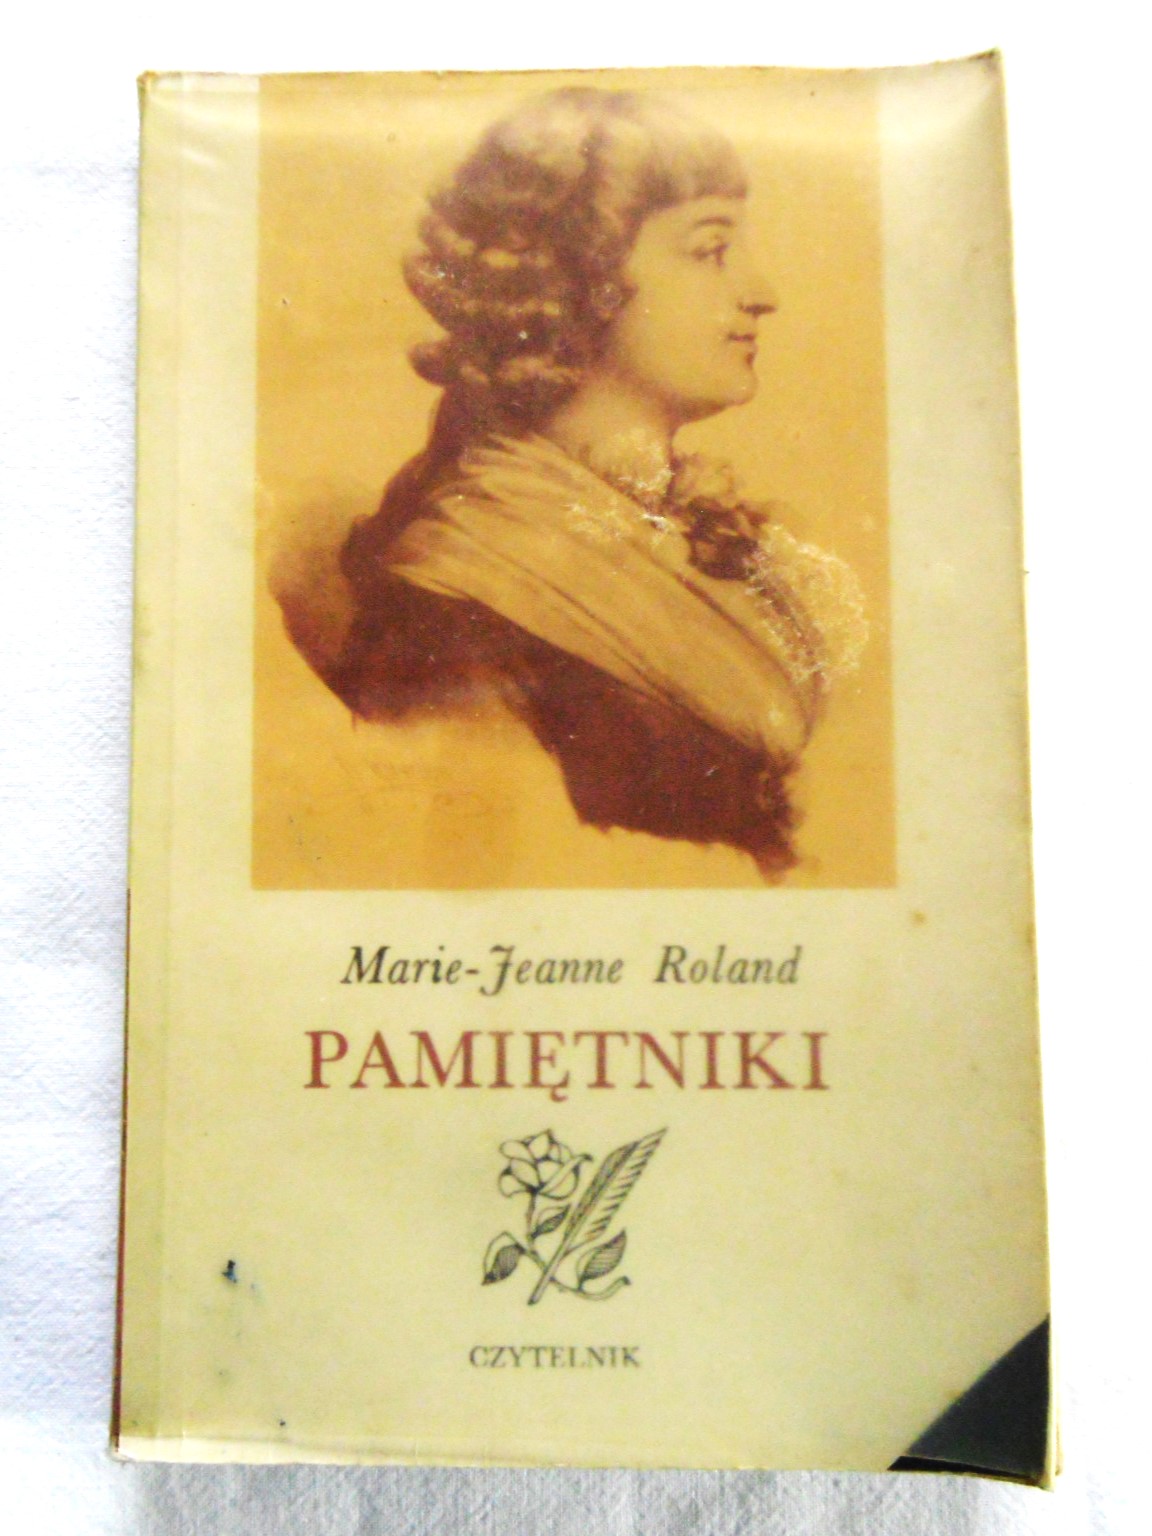 Marie-Jeanne Roland
PAMIĘTNIKI
CZYTELNIK